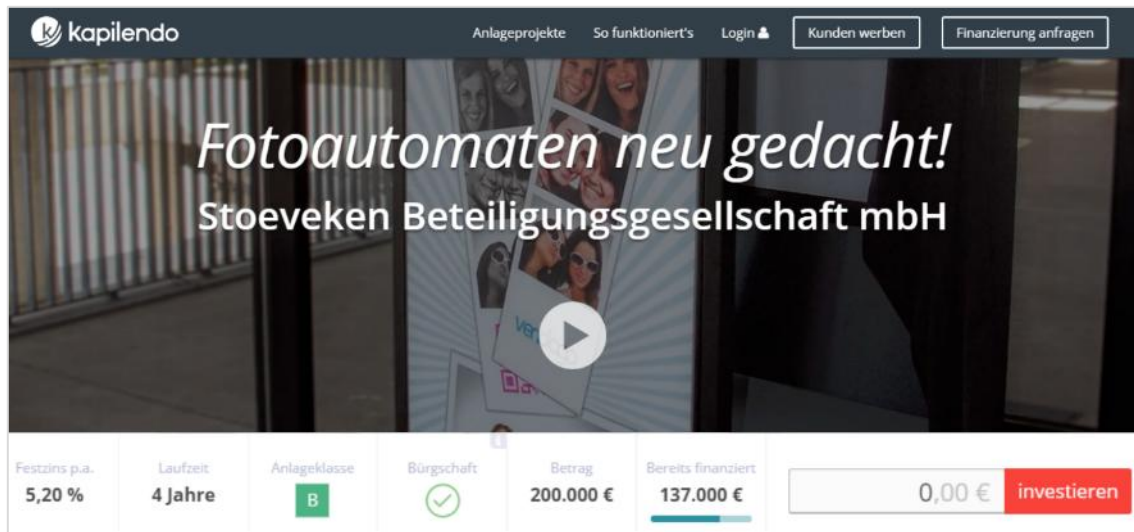 kapilendo
Anlageprojekte So funktioniert's Login Kunden werben Finanzierung anfragen
Fotoautomaten neu gedacht!
Stoeveken Beteiligungsgesellschaft mbH
Festzins p.a. Laufzeit Anlageklasse Bürgschaft Betrag Bereits finanziert
5,20 % 4 Jahre B 200.000 € 137.000 € 0,00 € investieren